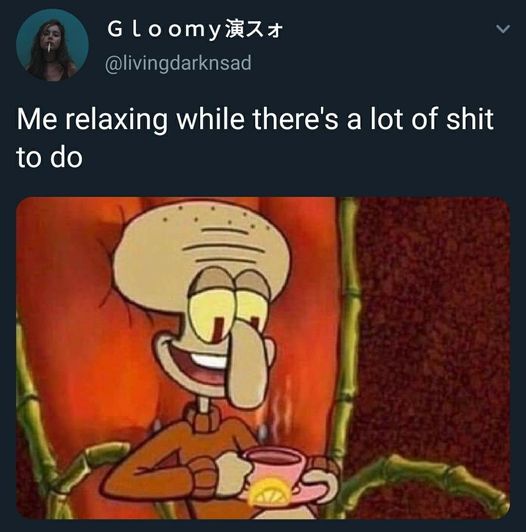 Ｇｌｏｏｍｙ演スォ
@livingdarknsad
Me relaxing while there's a lot of shit
to do